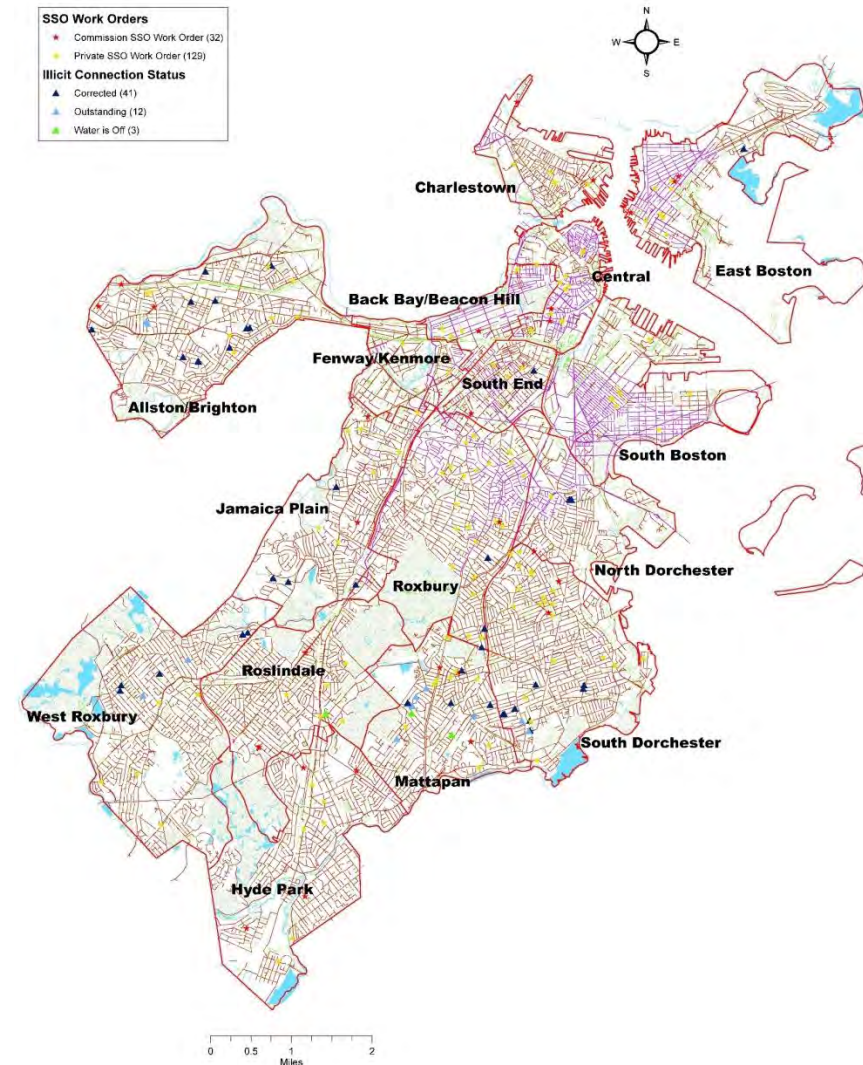 SSO Work Orders
Commission SSO Work Order (32)
Private SSO Work Order (129)
Illicit Connection Status
Corrected (41)
Outstanding (12)
Water is Off (3)
N
W E
S
Charlestown
Central
East Boston
Back Bay/Beacon Hill
Fenway/Kenmore
South End
Allston/Brighton
South Boston
Jamaica Plain
North Dorchester
Roxbury
Roslindale
West Roxbury
South Dorchester
Mattapan
Hyde Park
0 0.5 1 2
Miles